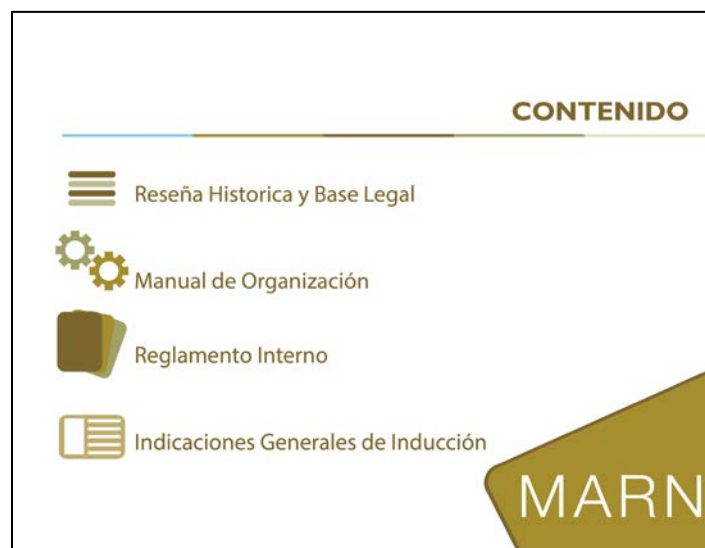 CONTENIDO
Reseña Historica y Base Legal
Manual de Organización
Reglamento Interno
Indicaciones Generales de Inducción
MARN